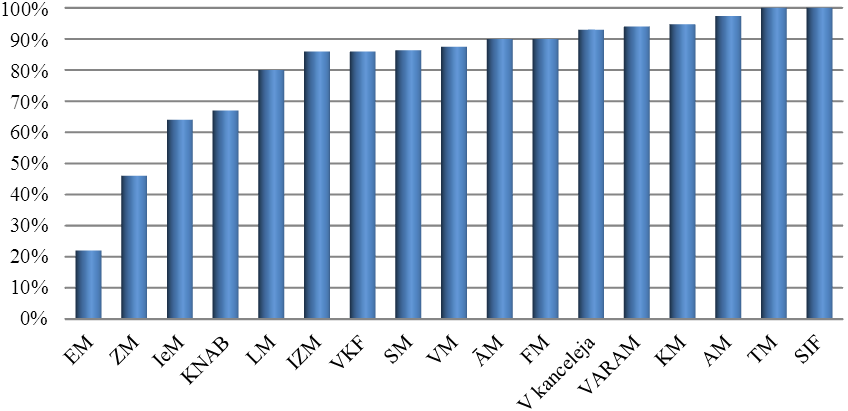 100%
90%
80%
70%
60%
50%
40%
30%
20%
10%
0%
EM
ZM
IeM
KNAB
LM
IZM
VKF
SM
VM
ĀM
FM
V kanceleja
VARAM
KM
AM
TM
SIF